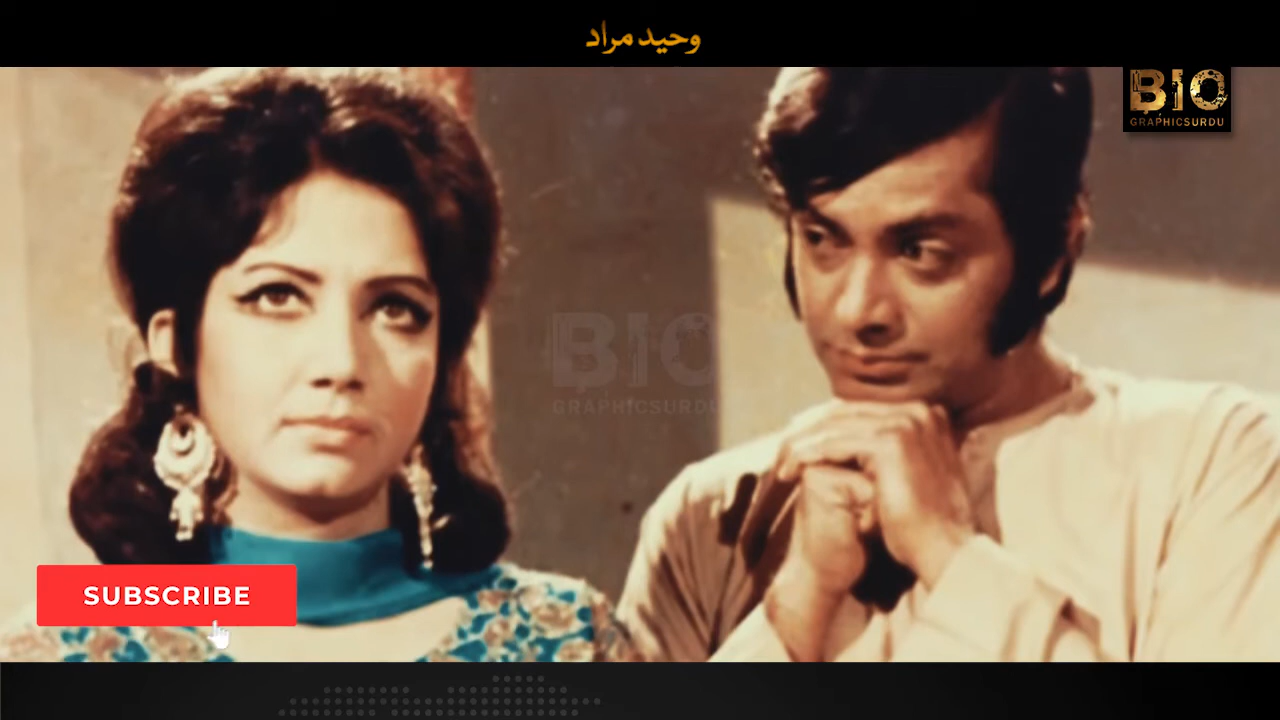 وحید مراد
BIO
GRAPHICSURDU
BIO
GRAPHICSURDU
SUBSCRIBE